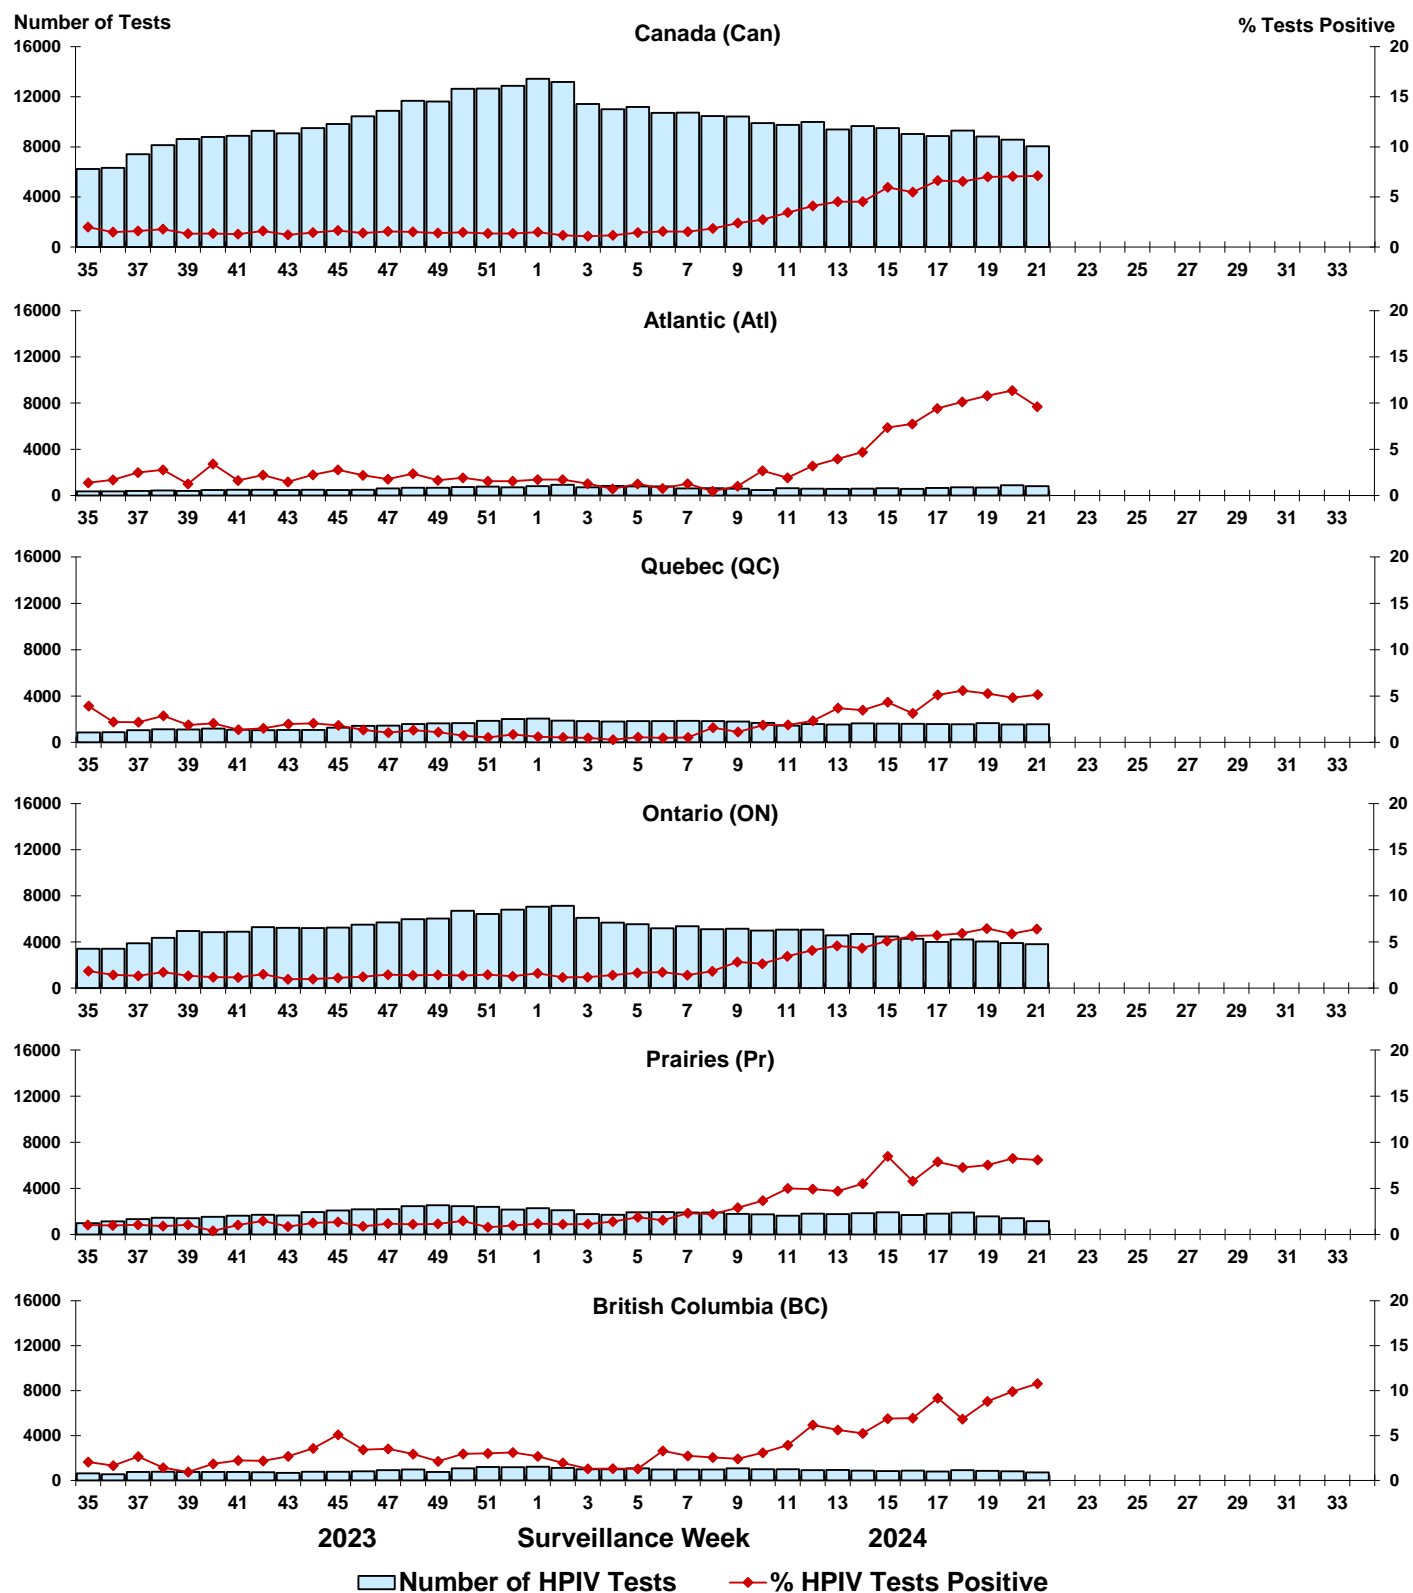 Number of Tests
Canada (Can)
% Tests Positive
16000 20
12000 15
8000 10
4000 5
0 0
35 37 39 41 43 45 47 49 51 1 3 5 7 9 11 13 15 17 19 21 23 25 27 29 31 33
Atlantic (Atl)
16000 20
12000 15
8000 10
4000 5
0 0
35 37 39 41 43 45 47 49 51 1 3 5 7 9 11 13 15 17 19 21 23 25 27 29 31 33
Quebec (QC)
16000 20
12000 15
8000 10
4000 5
0 0
35 37 39 41 43 45 47 49 51 1 3 5 7 9 11 13 15 17 19 21 23 25 27 29 31 33
Ontario (ON)
16000 20
12000 15
8000 10
4000 5
0 0
35 37 39 41 43 45 47 49 51 1 3 5 7 9 11 13 15 17 19 21 23 25 27 29 31 33
Prairies (Pr)
16000 20
12000 15
8000 10
4000 5
0 0
35 37 39 41 43 45 47 49 51 1 3 5 7 9 11 13 15 17 19 21 23 25 27 29 31 33
British Columbia (BC)
16000 20
12000 15
8000 10
4000 5
0 0
35 37 39 41 43 45 47 49 51 1 3 5 7 9 11 13 15 17 19 21 23 25 27 29 31 33
2023 Surveillance Week 2024
Number of HPIV Tests % HPIV Tests Positive